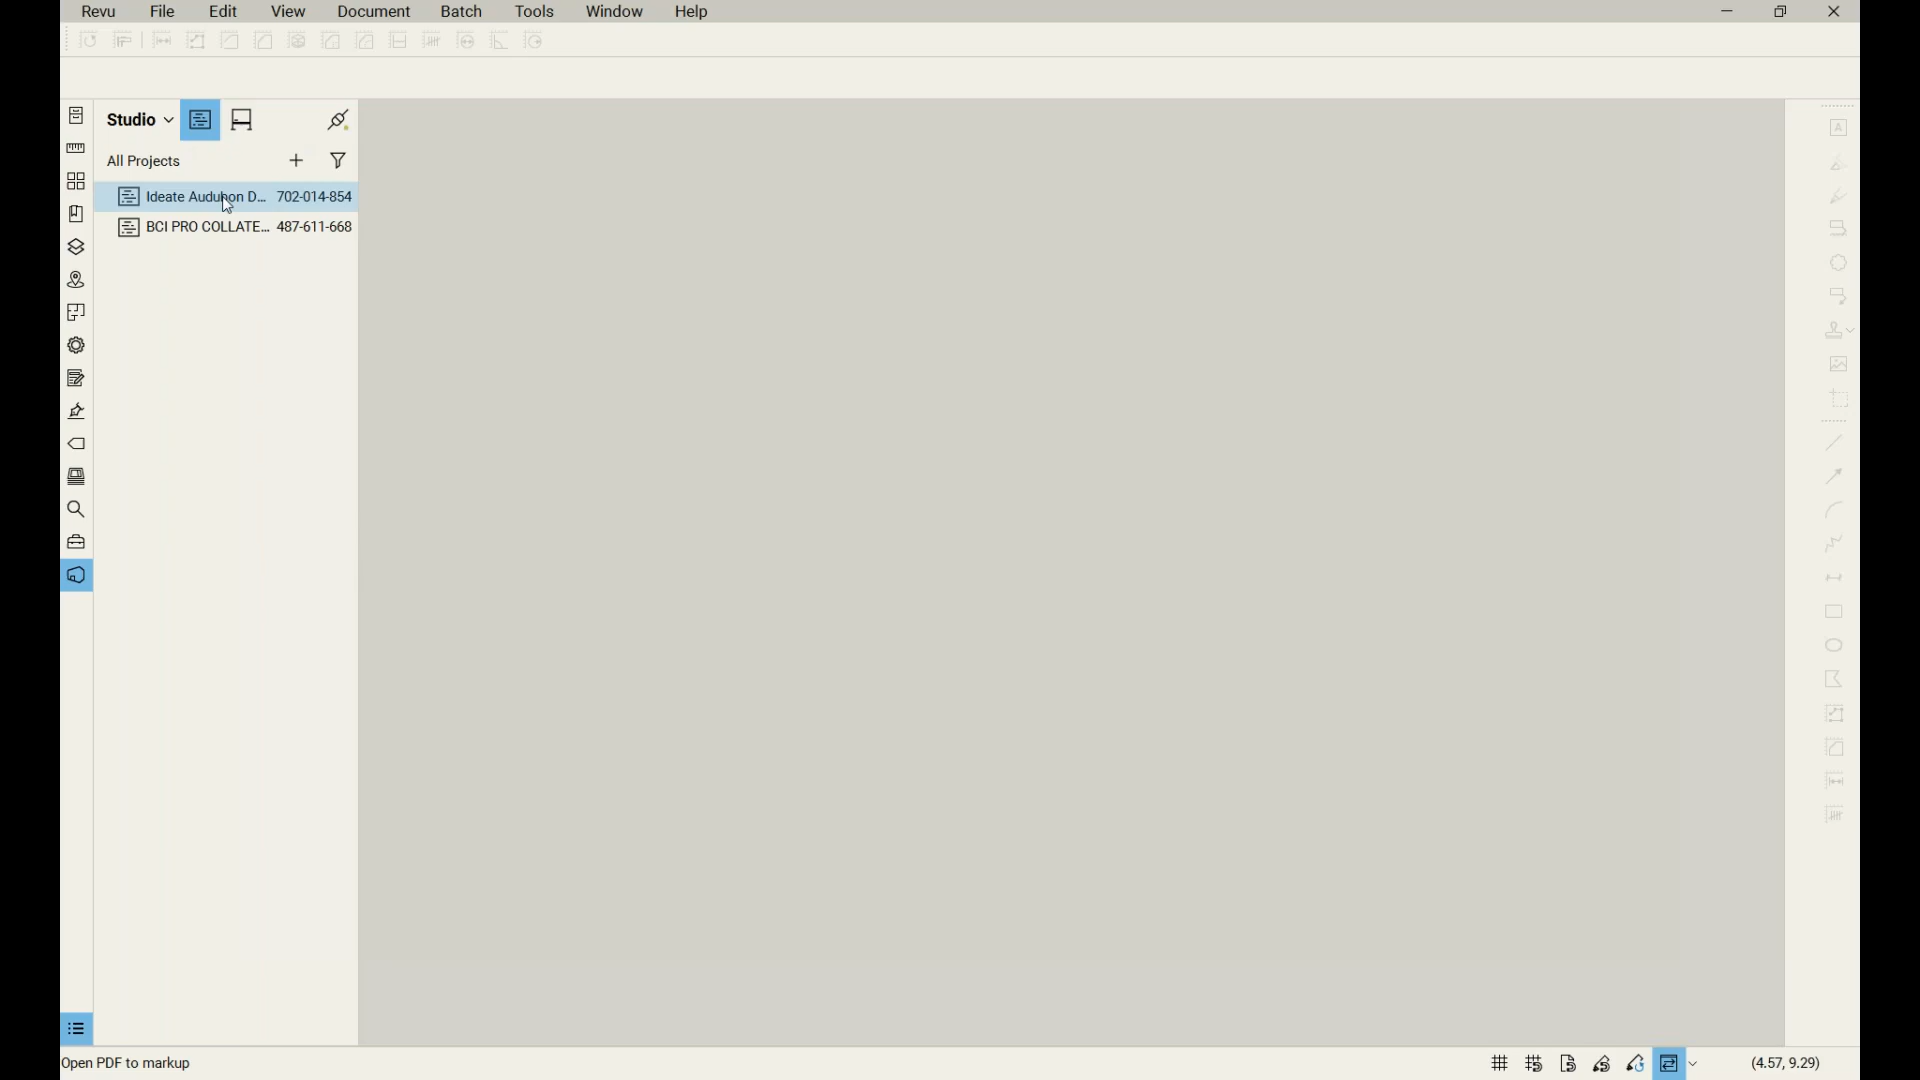 Revu File Edit View Document Batch Tools Window Help
Studio
All Projects
Ideate Audubon D... 702-014-854
BCI PRO COLLATE... 487-611-668
Open PDF to markup
(4.57, 9.29)